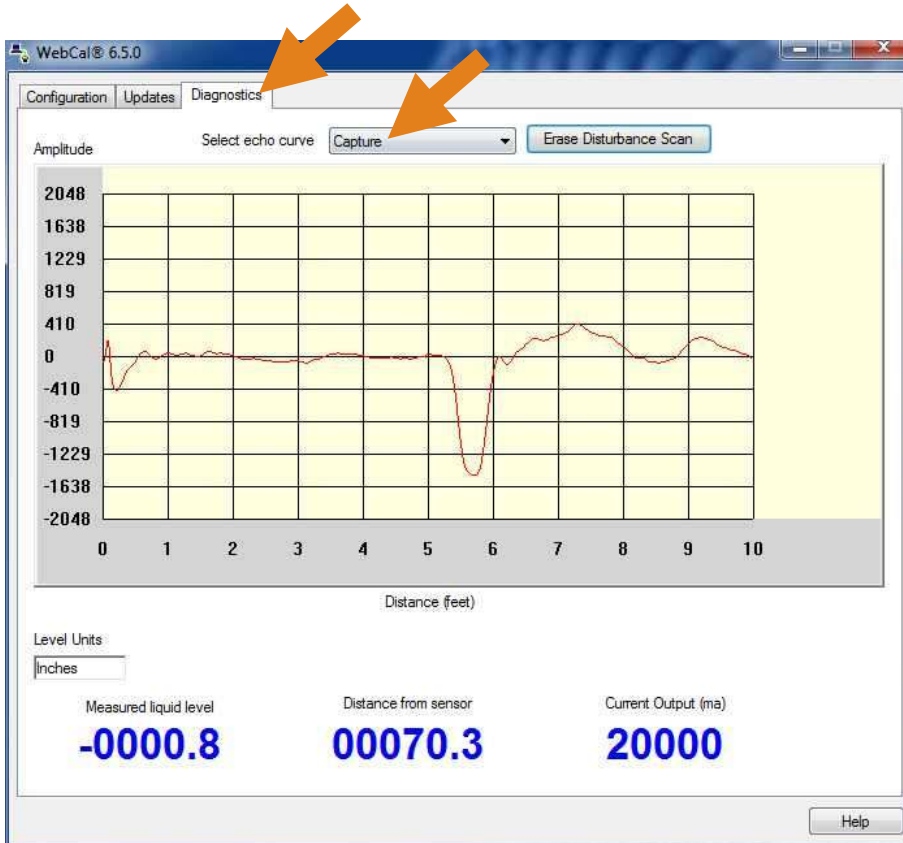 WebCal® 6.5.0
Configuration Updates Diagnostics
Select echo curve Capture Erase Disturbance Scan
Amplitude
2048
1638
1229
819
410
0
-410
-819
-1229
-1638
-2048
0 1 2 3 4 5 6 7 8 9 10
Distance (feet)
Level Units
Inches
Measured liquid level Distance from sensor Current Output (ma)
-0000.8 00070.3 20000
Help